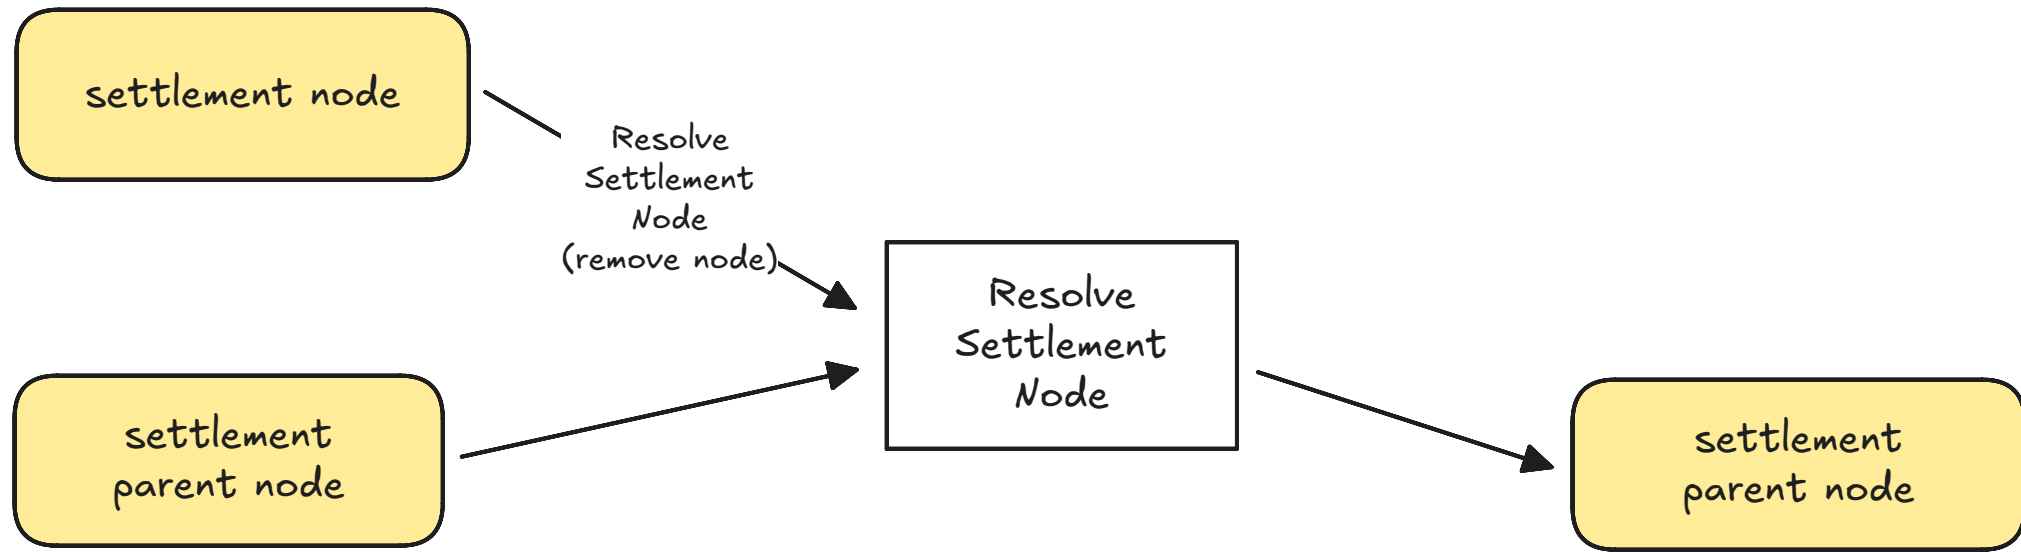 settlement node
Resolve
Settlement
Node
(remove node)
Resolve
Settlement
Node
settlement
parent node
settlement
parent node